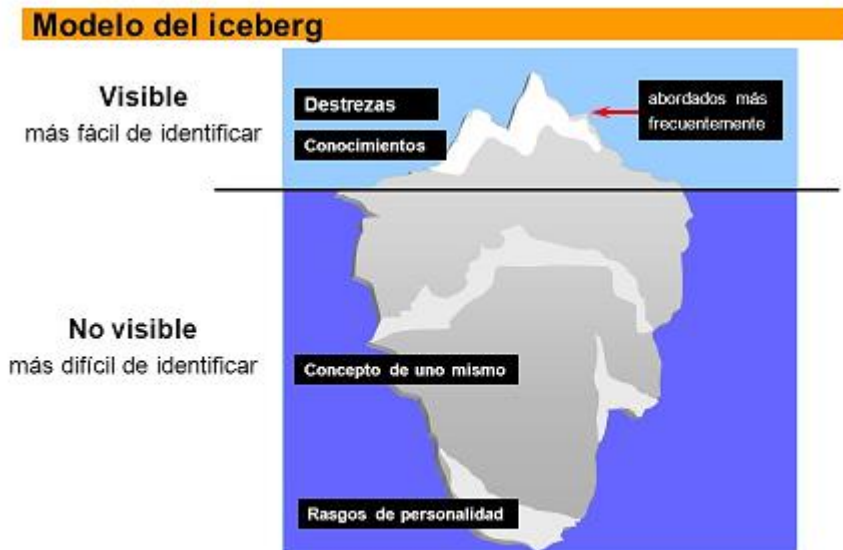 Modelo del iceberg
Visible
más fácil de identificar
Destrezas
Conocimientos
abordados más
frecuentemente
No visible
más difícil de identificar
Concepto de uno mismo
Rasgos de personalidad